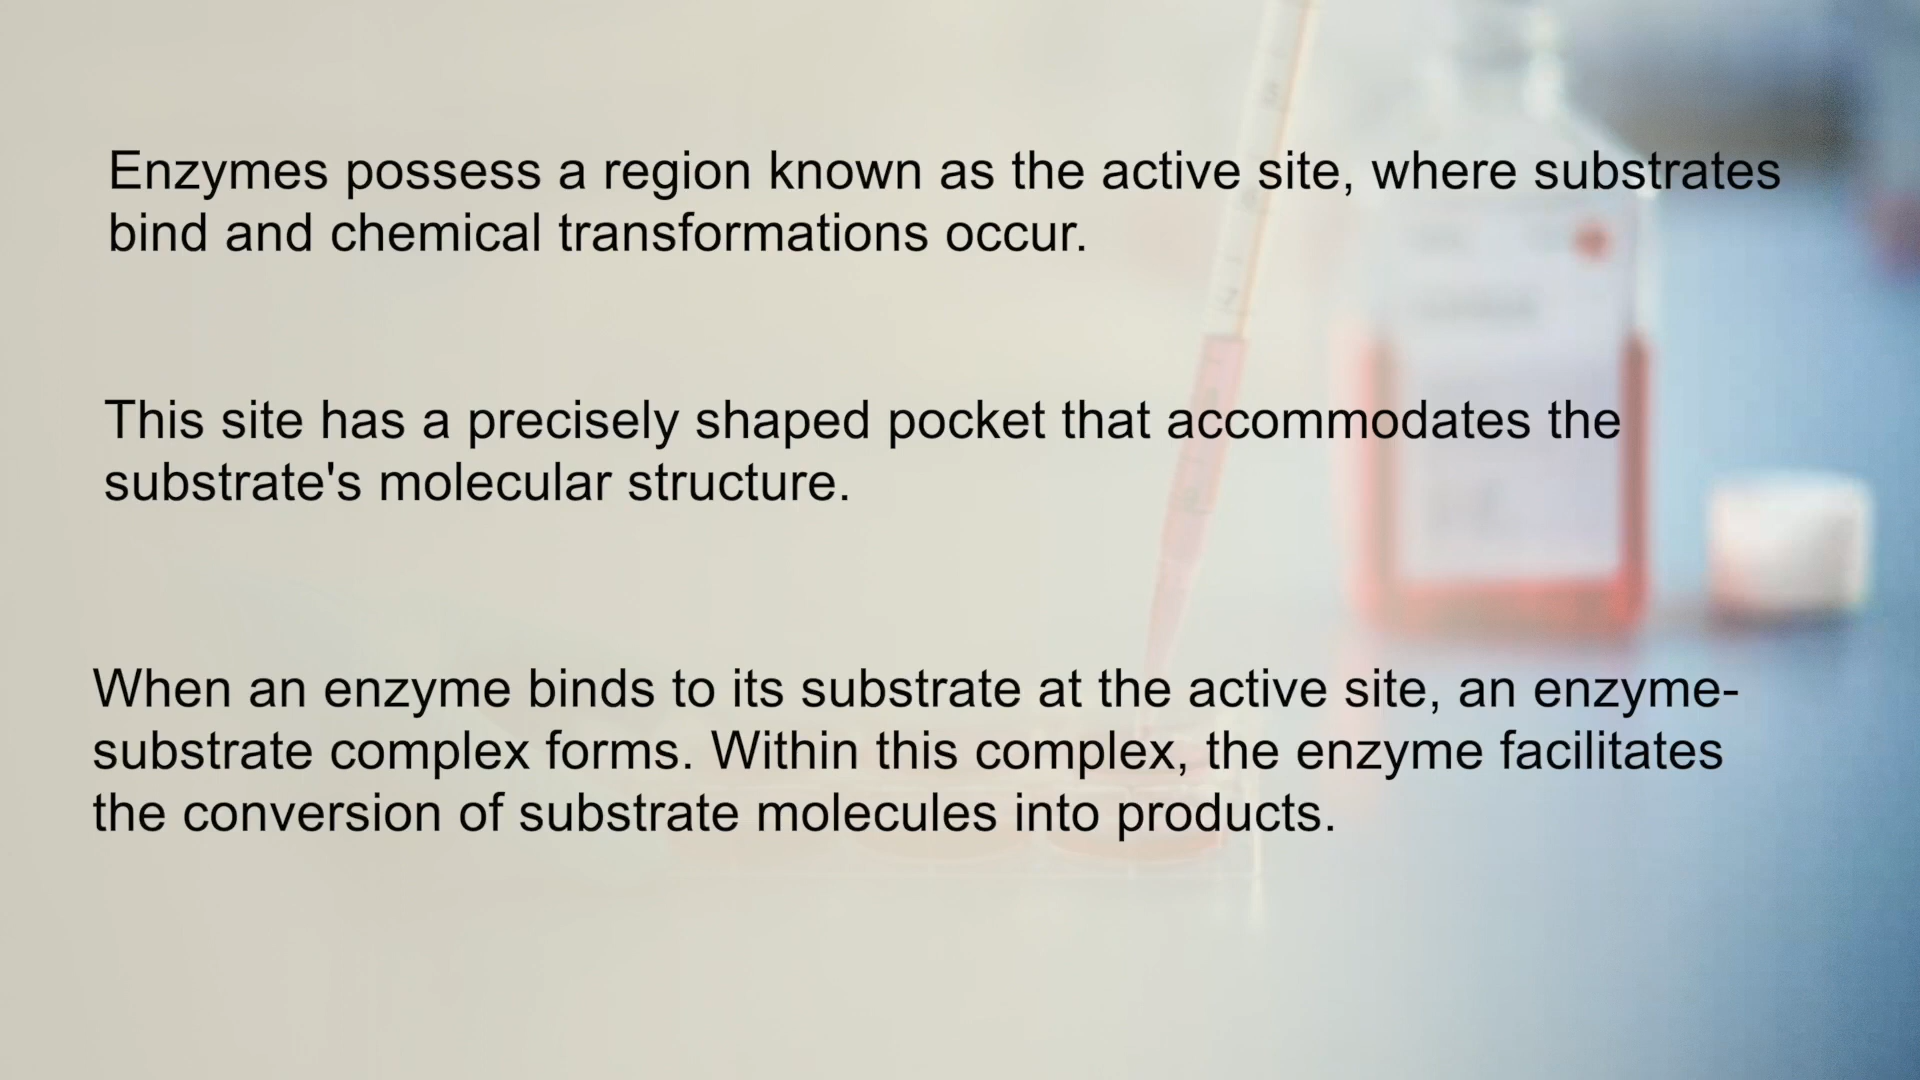 Enzymes possess a region known as the active site, where substrates
bind and chemical transformations occur.
This site has a precisely shaped pocket that accommodates the
substrate's molecular structure.
When an enzyme binds to its substrate at the active site, an enzyme-
substrate complex forms. Within this complex, the enzyme facilitates
the conversion of substrate molecules into products.